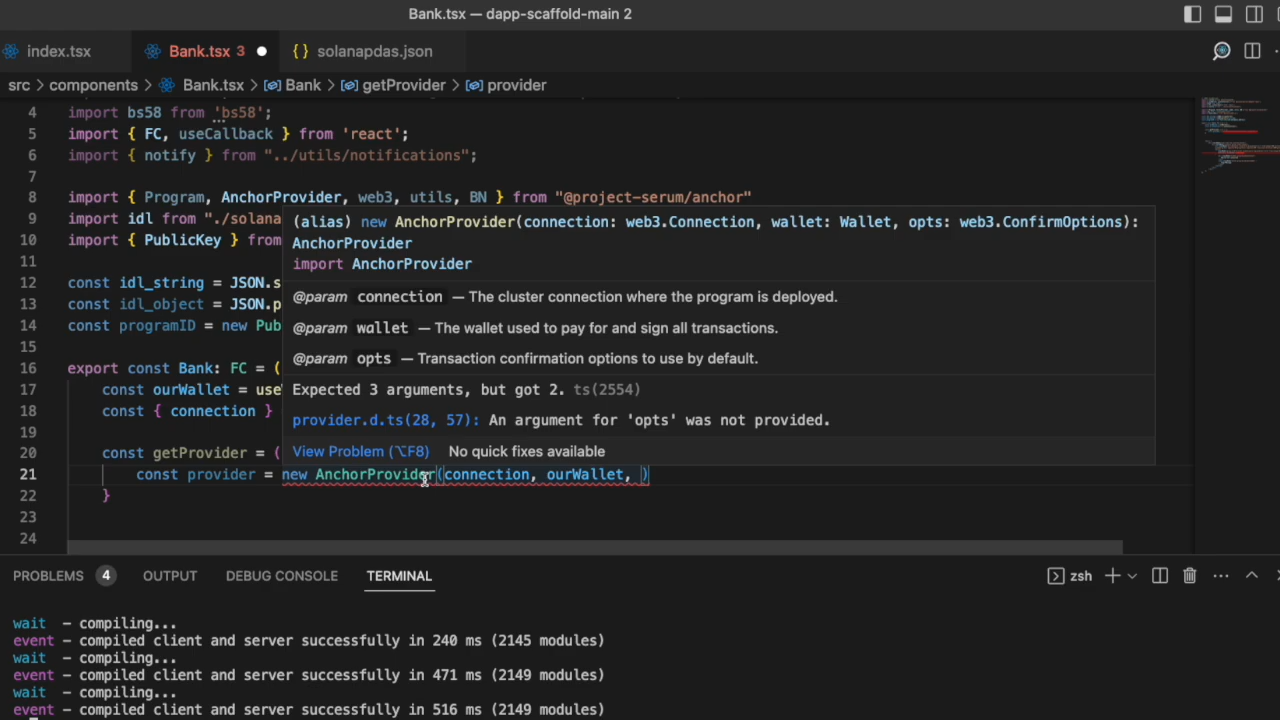 Bank.tsx — dapp-scaffold-main 2
index.tsx
Bank.tsx 3
{} solanapdas.json
src > components > Bank.tsx > Bank > getProvider > provider
4 import bs58 from 'bs58';
5 import { FC, useCallback } from 'react';
6 import { notify } from "../utils/notifications";
7
8 import { Program, AnchorProvider, web3, utils, BN } from "@project-serum/anchor"
9 import idl from "./solana
10 import { PublicKey } from
11
12 const idl_string = JSON.s
13 const idl_object = JSON.p
14 const programID = new Pub
15
16 export const Bank: FC = (
17 const ourWallet = use
18 const { connection }
19
20 const getProvider = (
21 const provider = new AnchorProvider(connection, ourWallet, )
22 }
23
24
(alias) new AnchorProvider(connection: web3.Connection, wallet: Wallet, opts: web3.ConfirmOptions):
AnchorProvider
import AnchorProvider
@param connection — The cluster connection where the program is deployed.
@param wallet — The wallet used to pay for and sign all transactions.
@param opts — Transaction confirmation options to use by default.
Expected 3 arguments, but got 2. ts(2554)
provider.d.ts(28, 57): An argument for 'opts' was not provided.
View Problem (⌥F8) No quick fixes available
PROBLEMS 4 OUTPUT DEBUG CONSOLE TERMINAL
zsh
wait – compiling...
event – compiled client and server successfully in 240 ms (2145 modules)
wait – compiling...
event – compiled client and server successfully in 471 ms (2149 modules)
wait – compiling...
event – compiled client and server successfully in 516 ms (2149 modules)